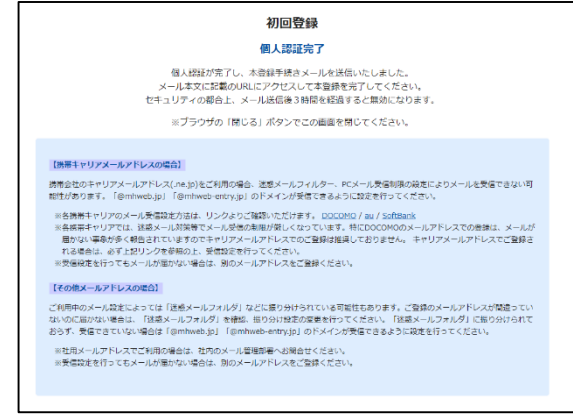 初回登録
個人認証完了
個人認証が完了し、本登録手続きメールを送信いたしました。
メール本文に記載のURLにアクセスして本登録を完了してください。
セキュリティの都合上、メール送信後３時間を経過すると無効になります。
※ブラウザの「閉じる」ボタンでこの画面を閉じてください。
【携帯キャリアメールアドレスの場合】
携帯会社のキャリアメールアドレス(.ne.jp)をご利用の場合、迷惑メールフィルター、PCメール受信制限の設定によりメールを受信できない可
能性があります。「@mhweb.jp」「@mhweb-entry.jp」のドメインが受信できるように設定を行ってください。
※各携帯キャリアのメール受信設定方法は、リンクよりご確認いただけます。 DOCOMO / au / SoftBank
※各携帯キャリアでは、迷惑メール対策等でメール受信の制限が厳しくなっています。特にDOCOMOのメールアドレスでの登録は、メールが
届かない事象が多く報告されていますのでキャリアメールアドレスでのご登録は推奨しておりません。 キャリアメールアドレスでご登録さ
れる場合は、必ず上記リンクを参照の上、受信設定を行ってください。
※受信設定を行ってもメールが届かない場合は、別のメールアドレスをご登録ください。
【その他メールアドレスの場合】
ご利用中のメール設定によっては「迷惑メールフォルダ」などに振り分けられている可能性もあります。ご登録のメールアドレスが間違ってい
ないのに届かない場合は、「迷惑メールフォルダ」を確認、振り分け設定の変更を行ってください。「迷惑メールフォルダ」に振り分けられて
おらず、受信できていない場合は「@mhweb.jp」「@mhweb-entry.jp」のドメインが受信できるように設定を行ってください。
※社用メールアドレスでご利用の場合は、社内のメール管理部署へお問合せください。
※受信設定を行ってもメールが届かない場合は、別のメールアドレスをご登録ください。